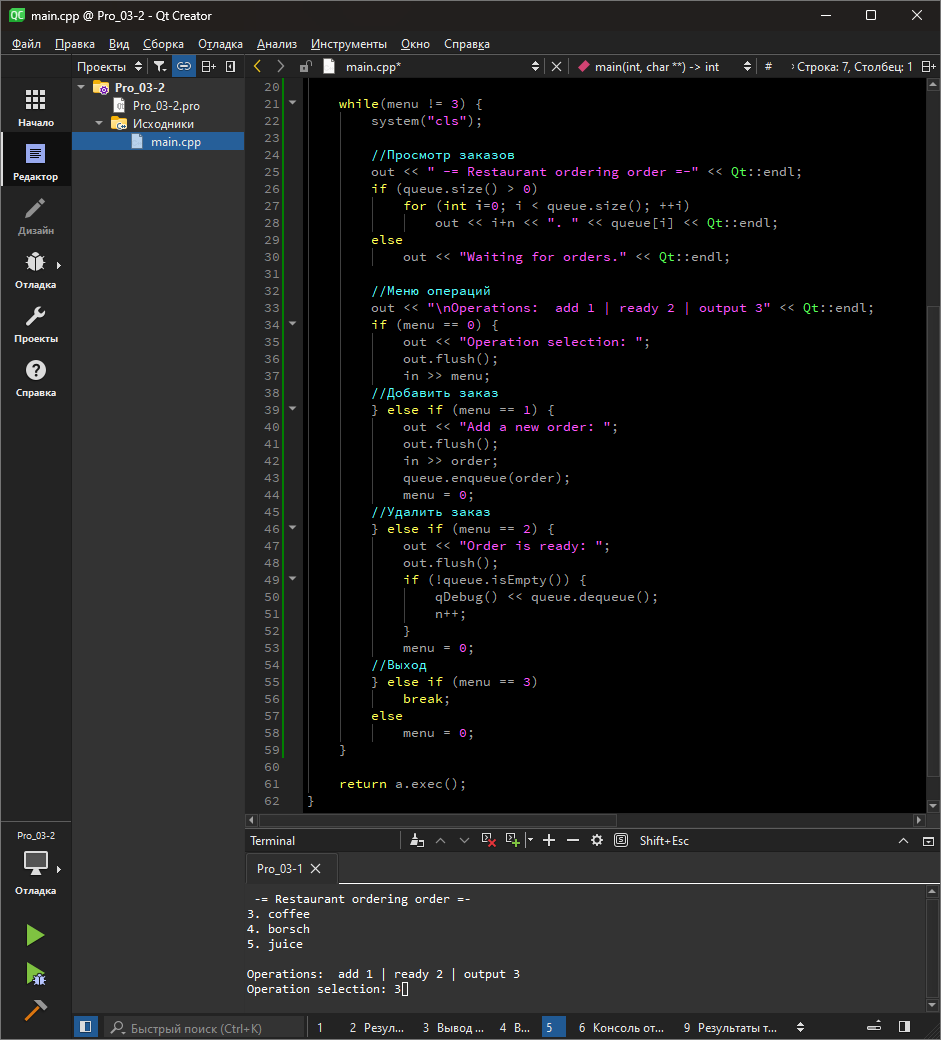 main.cpp @ Pro_03-2 - Qt Creator
Файл Правка Вид Сборка Отладка Анализ Инструменты Окно Справка
Проекты main.cpp* main(int, char **) -> int # Строка: 7, Столбец: 1
Начало
Редактор
Дизайн
Отладка
Проекты
Справка
Pro_03-2
Pro_03-2.pro
Исходники
main.cpp
20
21 while(menu != 3) {
22 system("cls");
23
24 //Просмотр заказов
25 out << " -= Restaurant ordering order =-" << Qt::endl;
26 if (queue.size() > 0)
27 for (int i=0; i < queue.size(); ++i)
28 out << i+n << ". " << queue[i] << Qt::endl;
29 else
30 out << "Waiting for orders." << Qt::endl;
31
32 //Меню операций
33 out << "\nOperations:  add 1 | ready 2 | output 3" << Qt::endl;
34 if (menu == 0) {
35 out << "Operation selection: ";
36 out.flush();
37 in >> menu;
38 //Добавить заказ
39 } else if (menu == 1) {
40 out << "Add a new order: ";
41 out.flush();
42 in >> order;
43 queue.enqueue(order);
44 menu = 0;
45 //Удалить заказ
46 } else if (menu == 2) {
47 out << "Order is ready: ";
48 out.flush();
49 if (!queue.isEmpty()) {
50 qDebug() << queue.dequeue();
51 n++;
52 }
53 menu = 0;
54 //Выход
55 } else if (menu == 3)
56 break;
57 else
58 menu = 0;
59 }
60
61 return a.exec();
62 }
Pro_03-2
Отладка
Terminal Shift+Esc
Pro_03-1
-= Restaurant ordering order =-
3. coffee
4. borsch
5. juice
Operations:  add 1 | ready 2 | output 3
Operation selection: 3
Быстрый поиск (Ctrl+K) 1 2 Резул... 3 Вывод ... 4 В... 5 6 Консоль от... 9 Результаты т...